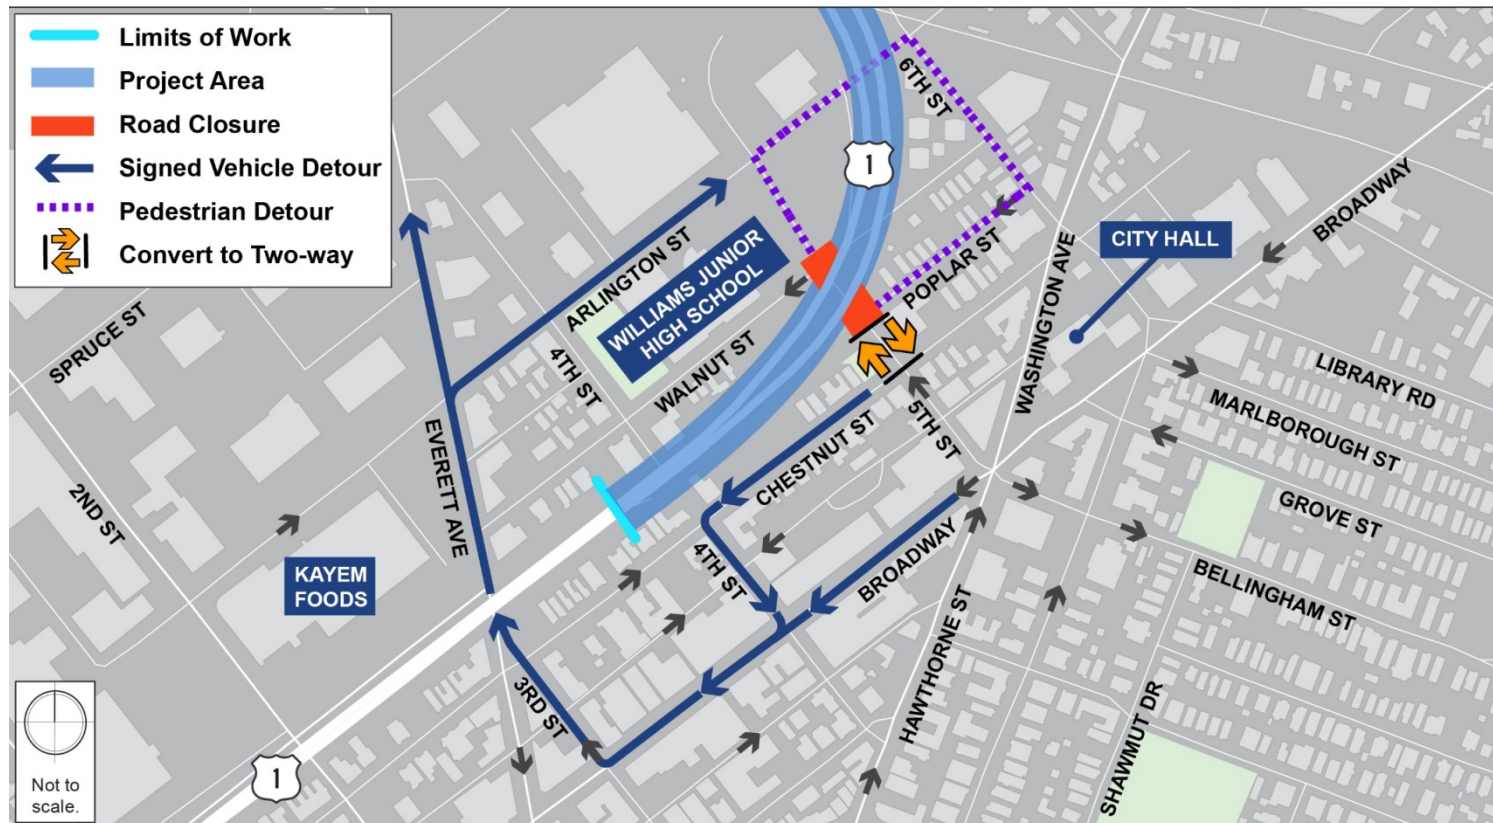 Limits of Work
Project Area
Road Closure
Signed Vehicle Detour
Pedestrian Detour
Convert to Two-way
6TH ST
1
BROADWAY
CITY HALL
ARLINGTON ST
WILLIAMS JUNIOR
HIGH SCHOOL
POPLAR ST
WASHINGTON AVE
SPRUCE ST
4TH ST
WALNUT ST
LIBRARY RD
MARLBOROUGH ST
EVERETT AVE
CHESTNUT ST
5TH ST
2ND ST
GROVE ST
KAYEM
FOODS
4TH ST
BROADWAY
BELLINGHAM ST
HAWTHORNE ST
3RD ST
SHAWMUT DR
1
Not to
scale.